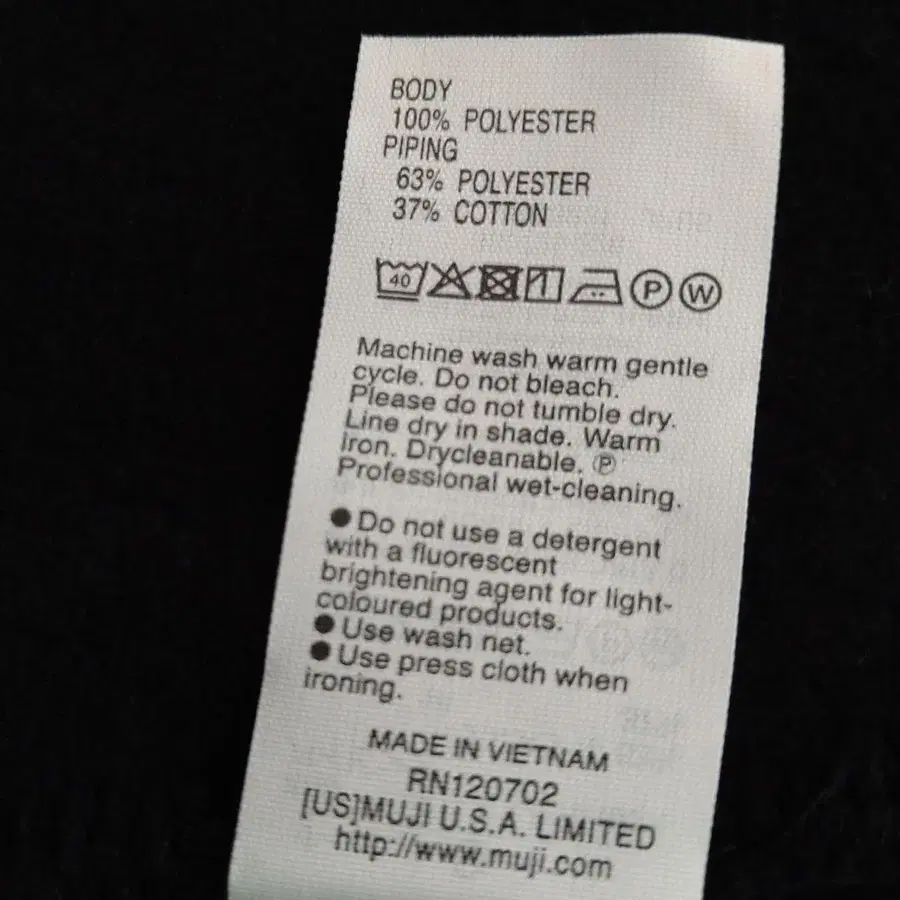 BODY
100% POLYESTER
PIPING
63% POLYESTER
37% COTTON
40 P W
Machine wash warm gentle
cycle. Do not bleach.
Please do not tumble dry.
Line dry in shade. Warm
iron. Drycleanable. Ⓟ
Professional wet-cleaning.
●Do not use a detergent
with a fluorescent
brightening agent for light-
coloured products.
●Use wash net.
●Use press cloth when
ironing.
MADE IN VIETNAM
RN120702
[US]MUJI U.S.A. LIMITED
http://www.muji.com